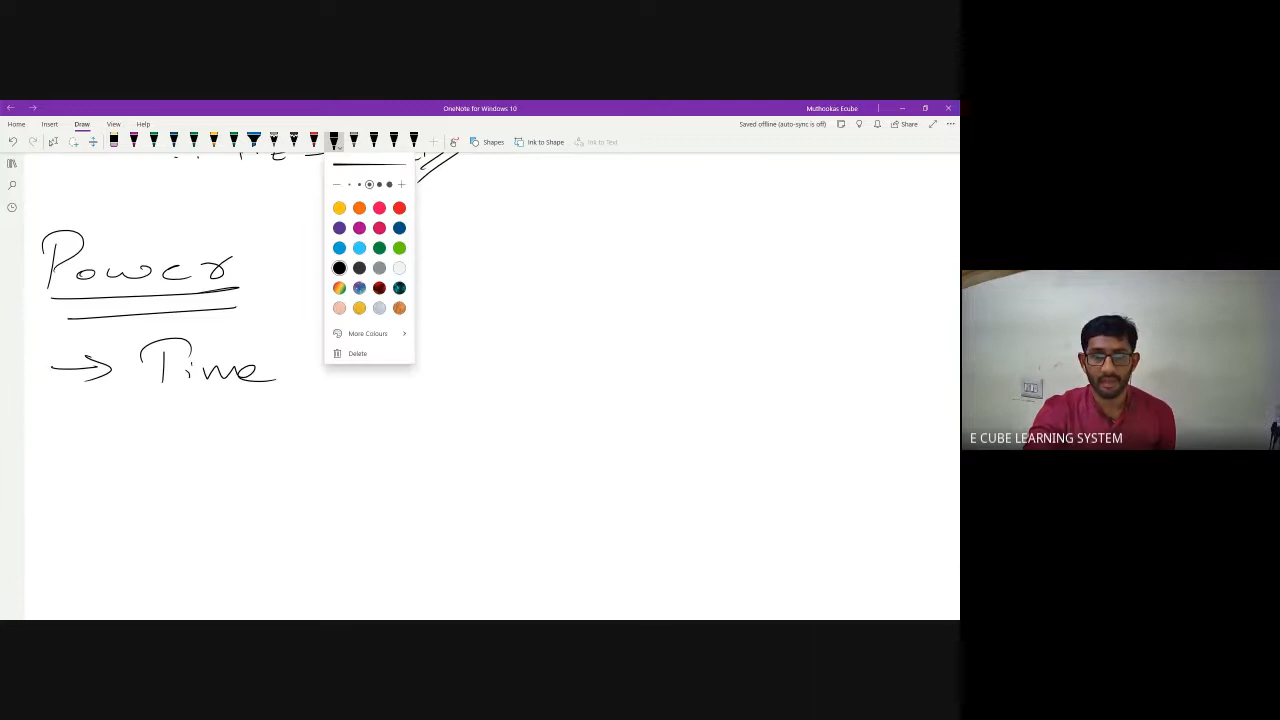 OneNote for Windows 10
Muthookas Ecube
Home Insert Draw View Help
Saved offline (auto-sync is off)
Share
Shapes
Ink to Shape
Ink to Text
Power
→ Time
More Colours
Delete
E CUBE LEARNING SYSTEM